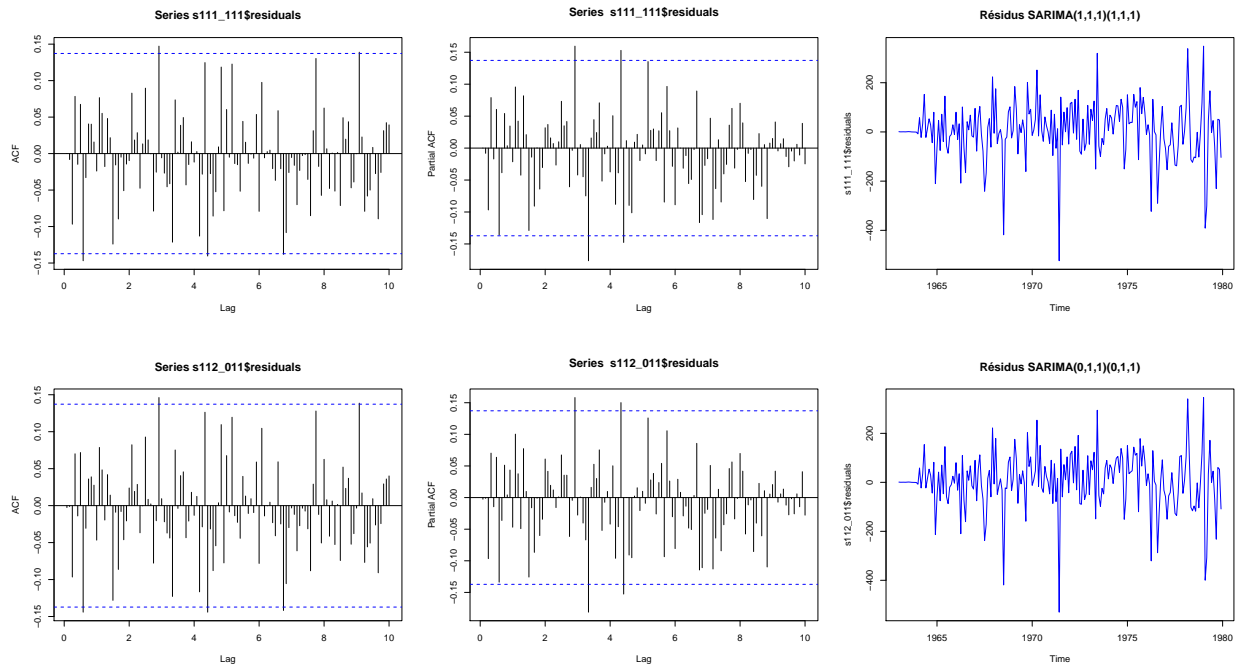 Series s111_111$residuals
ACF
0.15
0.10
0.05
0.00
−0.05
−0.10
−0.15
0 2 4 6 8 10
Lag
Series s111_111$residuals
Partial ACF
0.15
0.10
0.05
0.00
−0.05
−0.10
−0.15
0 2 4 6 8 10
Lag
Résidus SARIMA(1,1,1)(1,1,1)
s111_111$residuals
200
0
−200
−400
1965 1970 1975 1980
Time
Series s112_011$residuals
ACF
0.15
0.10
0.05
0.00
−0.05
−0.10
−0.15
0 2 4 6 8 10
Lag
Series s112_011$residuals
Partial ACF
0.15
0.10
0.05
0.00
−0.05
−0.10
−0.15
0 2 4 6 8 10
Lag
Résidus SARIMA(0,1,1)(0,1,1)
s112_011$residuals
200
0
−200
−400
1965 1970 1975 1980
Time